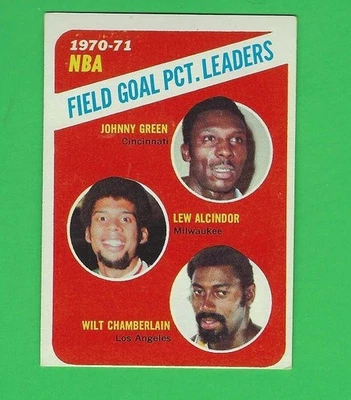 1970-71
NBA
FIELD GOAL PCT. LEADERS
JOHNNY GREEN
Cincinnati
LEW ALCINDOR
Milwaukee
WILT CHAMBERLAIN
Los Angeles